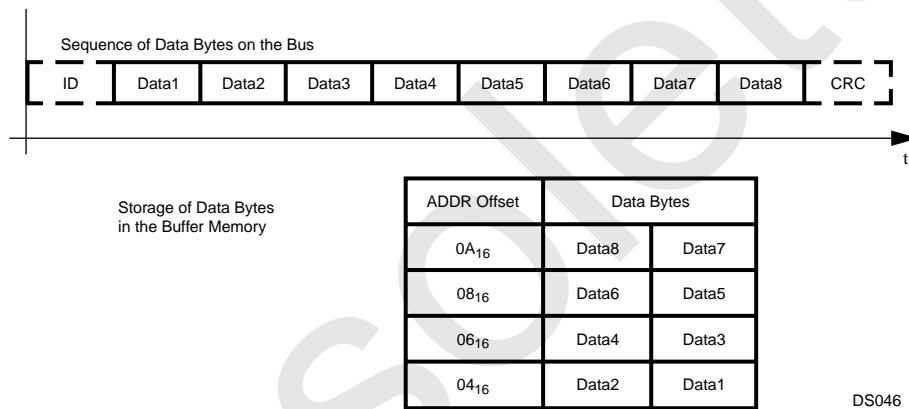 Sequence of Data Bytes on the Bus
ID Data1 Data2 Data3 Data4 Data5 Data6 Data7 Data8 CRC
t
Storage of Data Bytes
in the Buffer Memory
ADDR Offset Data Bytes
0A16 Data8 Data7
0816 Data6 Data5
0616 Data4 Data3
0416 Data2 Data1
DS046